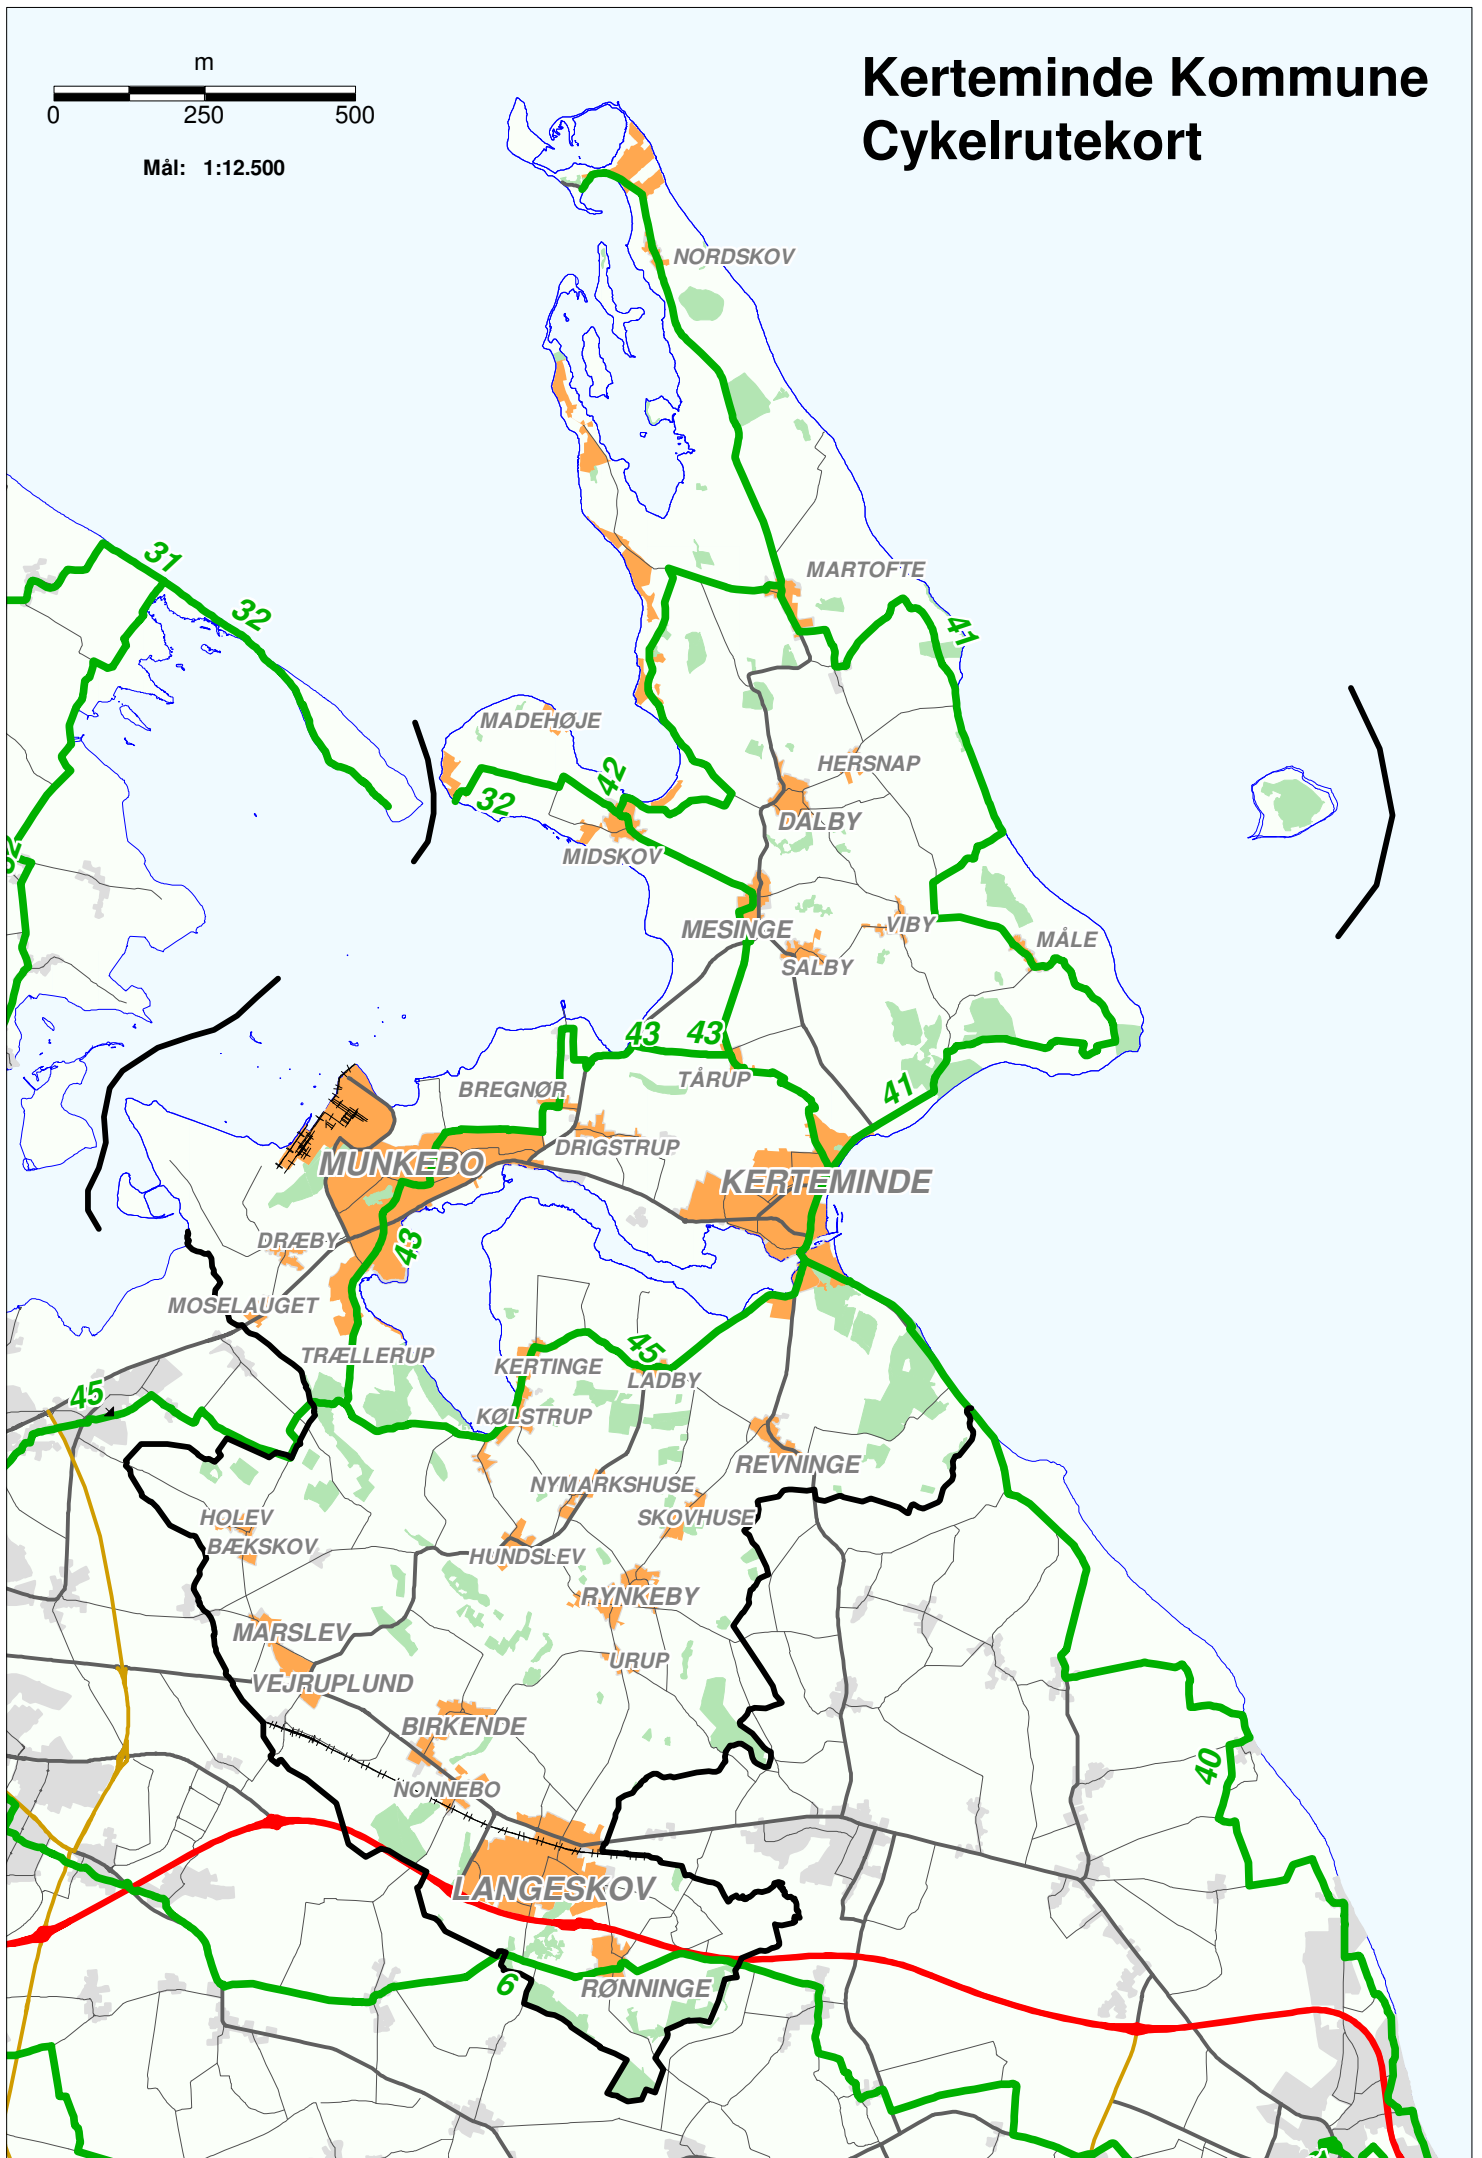 Kerteminde Kommune
Cykelrutekort
m
0 250 500
Mål: 1:12.500
NORDSKOV
31
32
MARTOFTE
41
MADEHØJE
42
32
HERSNAP
DALBY
MIDSKOV
MESINGE
VIBY
MÅLE
SALBY
43
43
TÅRUP
BREGNØR
41
DRIGSTRUP
MUNKEBO
KERTEMINDE
DRÆBY
43
MOSELAUGET
TRÆLLERUP
KERTINGE
45
LADBY
45
KØLSTRUP
REVNINGE
NYMARKSHUSE
HOLEV
SKOVHUSE
BÆKSKOV
HUNDSLEV
RYNKEBY
MARSLEV
URUP
VEJRUPLUND
BIRKENDE
40
NONNEBO
LANGESKOV
6
RØNNINGE